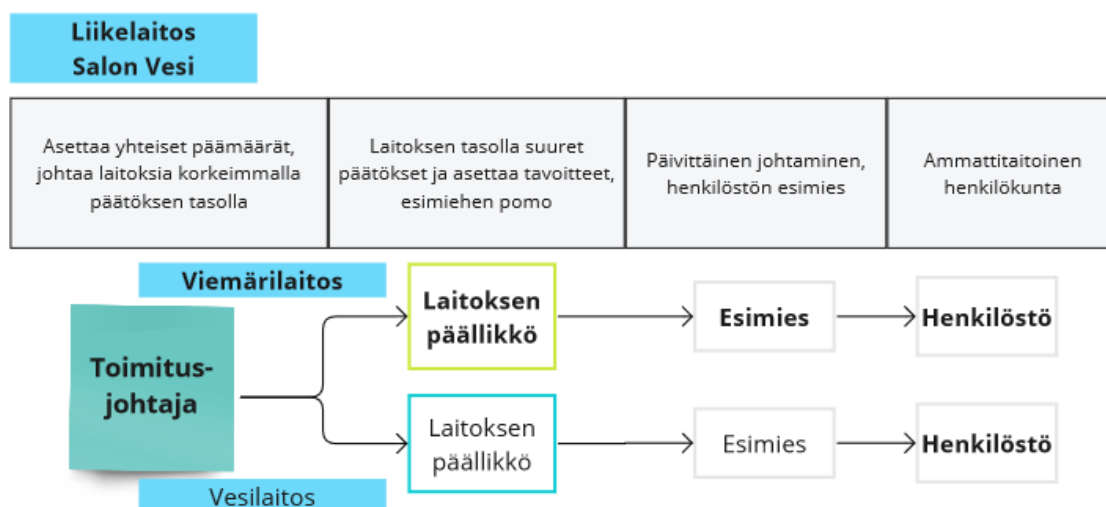 Liikelaitos
Salon Vesi
Asettaa yhteiset päämäärät,
johtaa laitoksia korkeimmalla
päätöksen tasolla
Laitoksen tasolla suuret
päätökset ja asettaa tavoitteet,
esimiehen pomo
Päivittäinen johtaminen,
henkilöstön esimies
Ammattitaitoinen
henkilökunta
Viemärilaitos
Toimitus-
johtaja
Laitoksen
päällikkö
Esimies
Henkilöstö
Laitoksen
päällikkö
Esimies
Henkilöstö
Vesilaitos